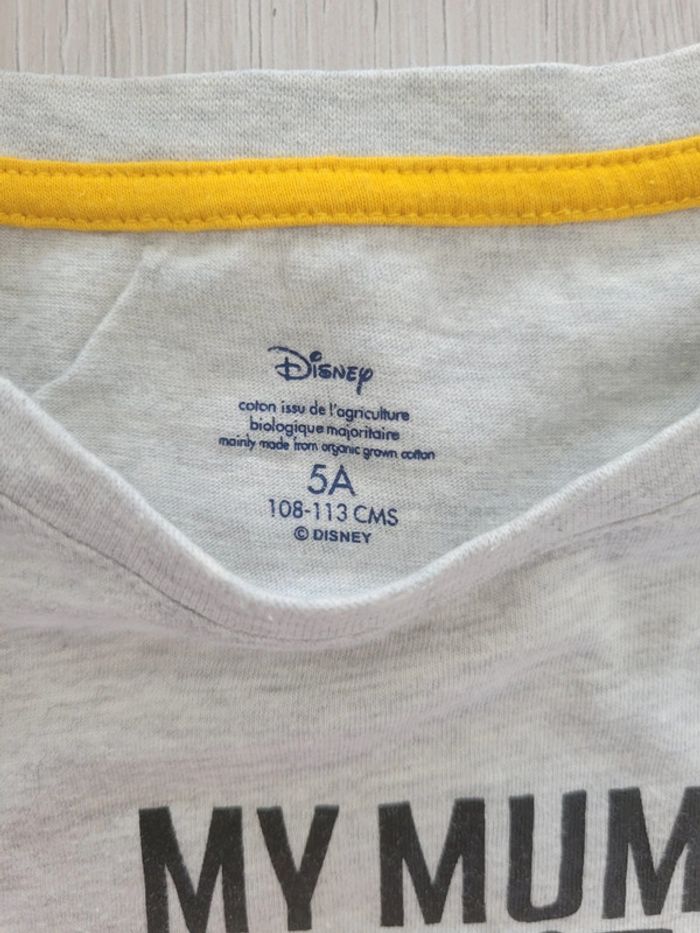 Disney
coton issu de l'agriculture
biologique majoritaire
mainly made from organic grown cotton
5A
108-113 CMS
© DISNEY
MY MUM